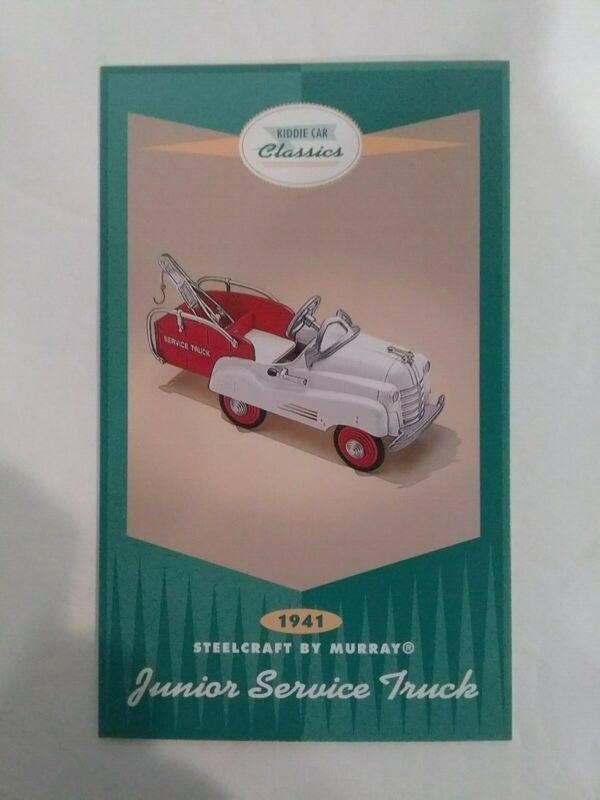 KIDDIE CAR
Classics
SERVICE TRUCK
1941
STEELCRAFT BY MURRAY®
Junior Service Truck